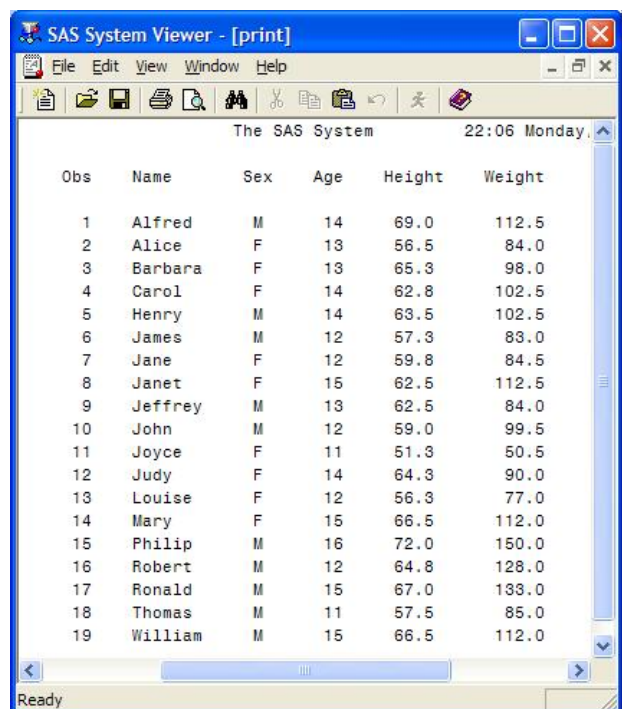 SAS System Viewer - [print]
File Edit View Window Help
The SAS System 22:06 Monday,
Obs Name Sex Age Height Weight
1 Alfred M 14 69.0 112.5
2 Alice F 13 56.5 84.0
3 Barbara F 13 65.3 98.0
4 Carol F 14 62.8 102.5
5 Henry M 14 63.5 102.5
6 James M 12 57.3 83.0
7 Jane F 12 59.8 84.5
8 Janet F 15 62.5 112.5
9 Jeffrey M 13 62.5 84.0
10 John M 12 59.0 99.5
11 Joyce F 11 51.3 50.5
12 Judy F 14 64.3 90.0
13 Louise F 12 56.3 77.0
14 Mary F 15 66.5 112.0
15 Philip M 16 72.0 150.0
16 Robert M 12 64.8 128.0
17 Ronald M 15 67.0 133.0
18 Thomas M 11 57.5 85.0
19 William M 15 66.5 112.0
Ready